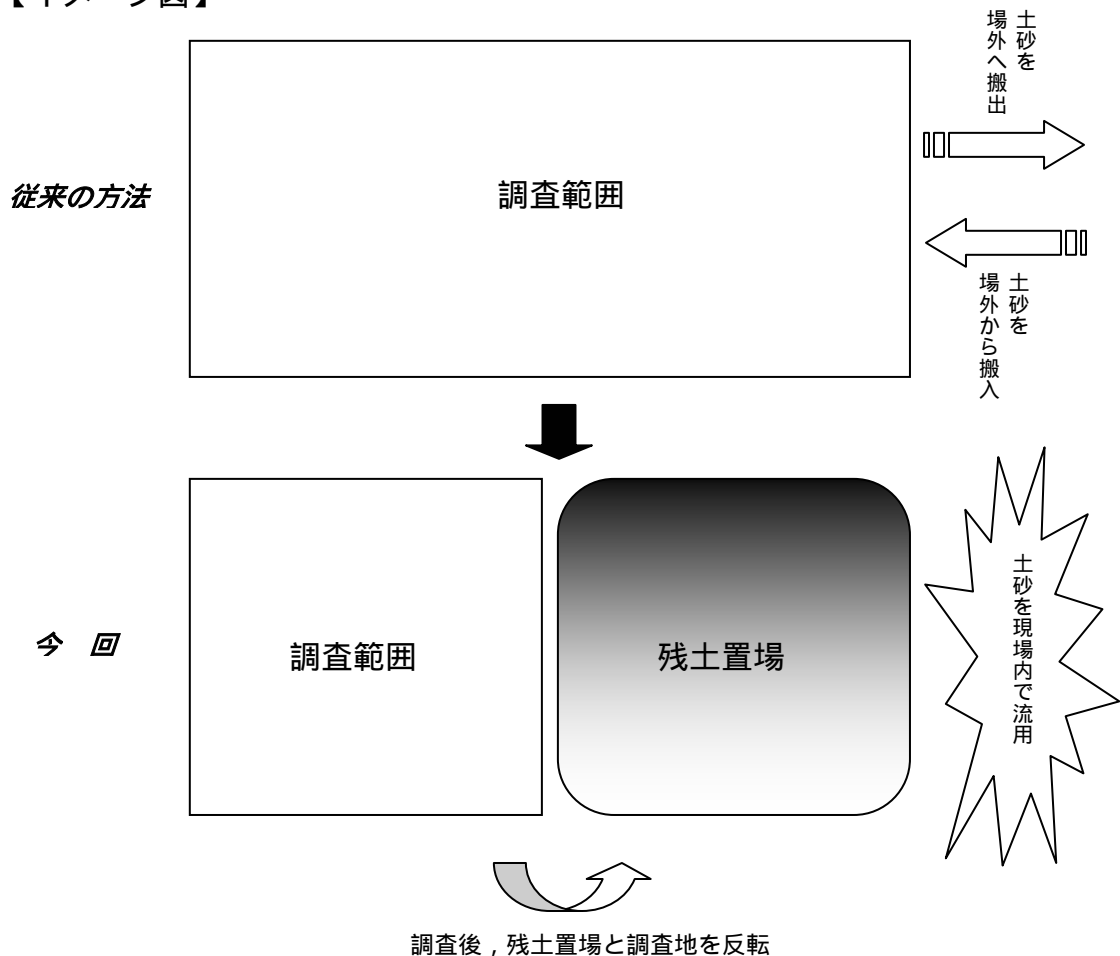 【イメージ図】
土砂を
場外へ搬出
従来の方法
調査範囲
土砂を
場外から搬入
今　回
調査範囲
残土置場
土砂を現場内で流用
調査後，残土置場と調査地を反転